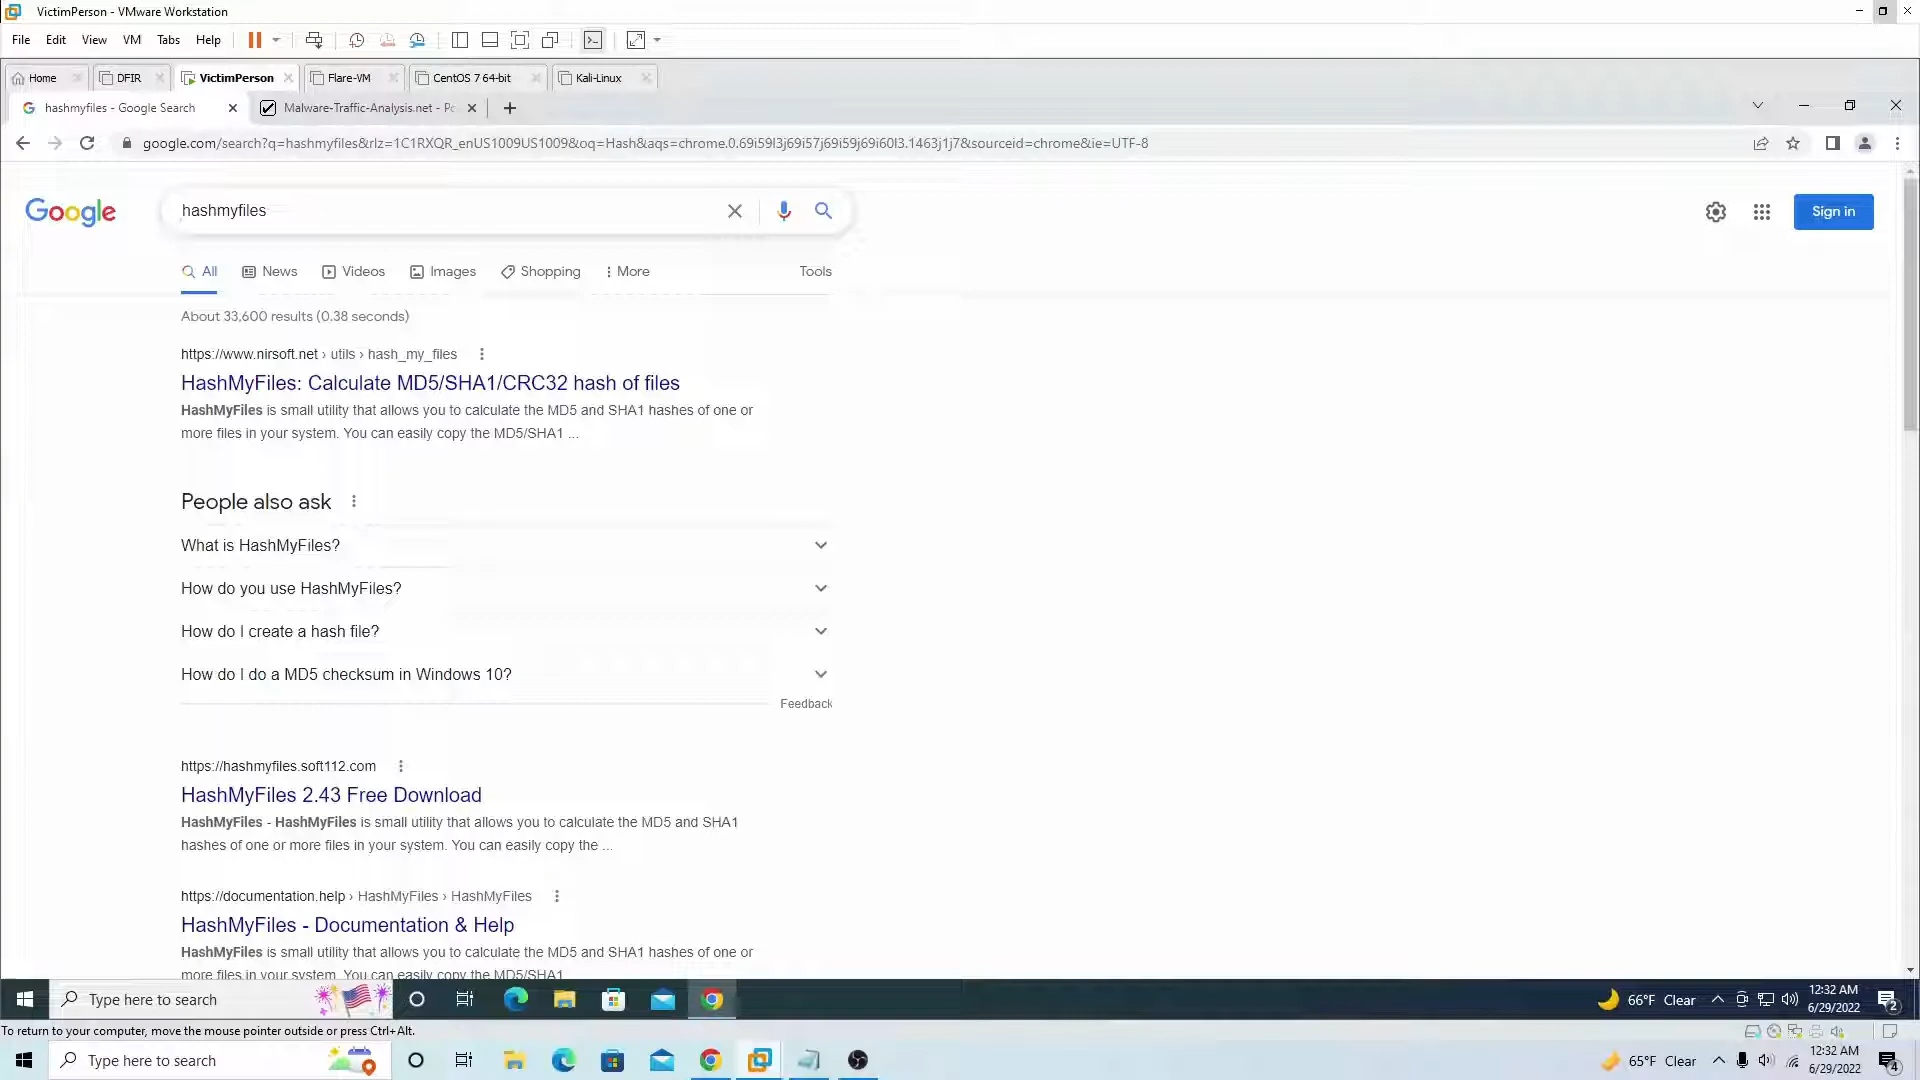 VictimPerson - VMware Workstation
File Edit View VM Tabs Help
Home DFIR VictimPerson Flare-VM CentOS 7 64-bit Kali-Linux
hashmyfiles - Google Search Malware-Traffic-Analysis.net - Pc
google.com/search?q=hashmyfiles&rlz=1C1RXQR_enUS1009US1009&oq=Hash&aqs=chrome.0.69i59l3j69i57j69i59j69i60l3.1463j1j7&sourceid=chrome&ie=UTF-8
Google hashmyfiles Sign in
All News Videos Images Shopping More Tools
About 33,600 results (0.38 seconds)
https://www.nirsoft.net › utils › hash_my_files
HashMyFiles: Calculate MD5/SHA1/CRC32 hash of files
HashMyFiles is small utility that allows you to calculate the MD5 and SHA1 hashes of one or
more files in your system. You can easily copy the MD5/SHA1 ...
People also ask
What is HashMyFiles?
How do you use HashMyFiles?
How do I create a hash file?
How do I do a MD5 checksum in Windows 10?
Feedback
https://hashmyfiles.soft112.com
HashMyFiles 2.43 Free Download
HashMyFiles - HashMyFiles is small utility that allows you to calculate the MD5 and SHA1
hashes of one or more files in your system. You can easily copy the ...
https://documentation.help › HashMyFiles › HashMyFiles
HashMyFiles - Documentation & Help
HashMyFiles is small utility that allows you to calculate the MD5 and SHA1 hashes of one or
more files in your system. You can easily copy the MD5/SHA1
Type here to search 66°F Clear 12:32 AM
6/29/2022 2
To return to your computer, move the mouse pointer outside or press Ctrl+Alt.
Type here to search 65°F Clear 12:32 AM
6/29/2022 4